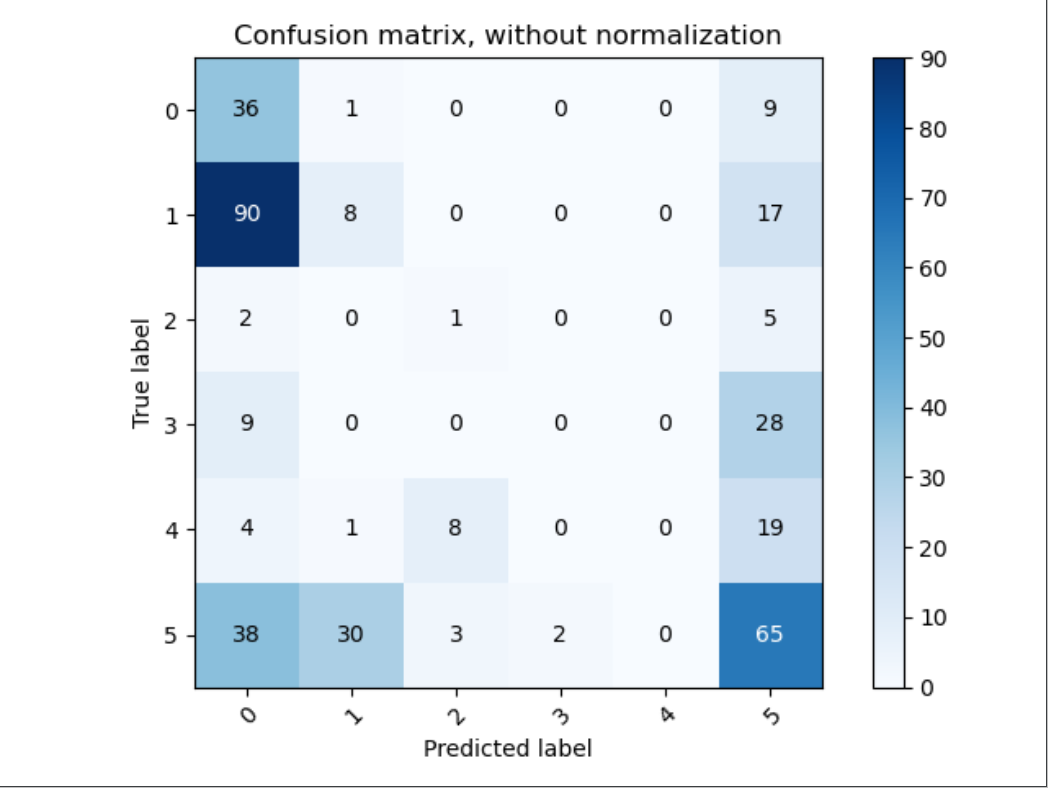 Confusion matrix, without normalization
0 36 1 0 0 0 9
1 90 8 0 0 0 17
2 2 0 1 0 0 5
3 9 0 0 0 0 28
4 4 1 8 0 0 19
5 38 30 3 2 0 65
0 1 2 3 4 5
Predicted label
True label
90
80
70
60
50
40
30
20
10
0